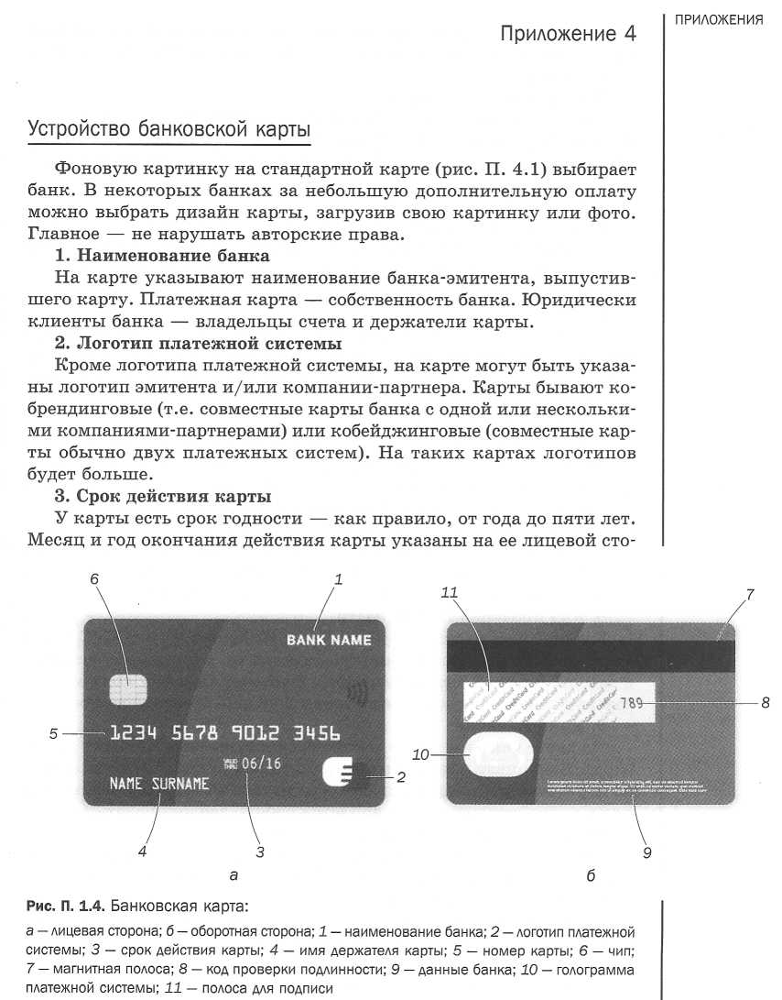 Приложение 4
ПРИЛОЖЕНИЯ
Устройство банковской карты
Фоновую картинку на стандартной карте (рис. П. 4.1) выбирает
банк. В некоторых банках за небольшую дополнительную оплату
можно выбрать дизайн карты, загрузив свою картинку или фото.
Главное — не нарушать авторские права.
1. Наименование банка
На карте указывают наименование банка-эмитента, выпустив-
шего карту. Платежная карта — собственность банка. Юридически
клиенты банка — владельцы счета и держатели карты.
2. Логотип платежной системы
Кроме логотипа платежной системы, на карте могут быть указа-
ны логотип эмитента и/или компании-партнера. Карты бывают ко-
брендинговые (т.е. совместные карты банка с одной или нескольки-
ми компаниями-партнерами) или кобейджинговые (совместные кар-
ты обычно двух платежных систем). На таких картах логотипов
будет больше.
3. Срок действия карты
У карты есть срок годности — как правило, от года до пяти лет.
Месяц и год окончания действия карты указаны на ее лицевой сто-
6
1
BANK NAME
5
1234 5678 9012 3456
VALID
THRU 06/16
2
NAME SURNAME
4
3
а
11
7
789
8
10
9
б
Рис. П. 1.4. Банковская карта:
а — лицевая сторона; б — оборотная сторона; 1 — наименование банка; 2 — логотип платежной
системы; 3 — срок действия карты; 4 — имя держателя карты; 5 — номер карты; 6 — чип;
7 — магнитная полоса; 8 — код проверки подлинности; 9 — данные банка; 10 — голограмма
платежной системы; 11 — полоса для подписи